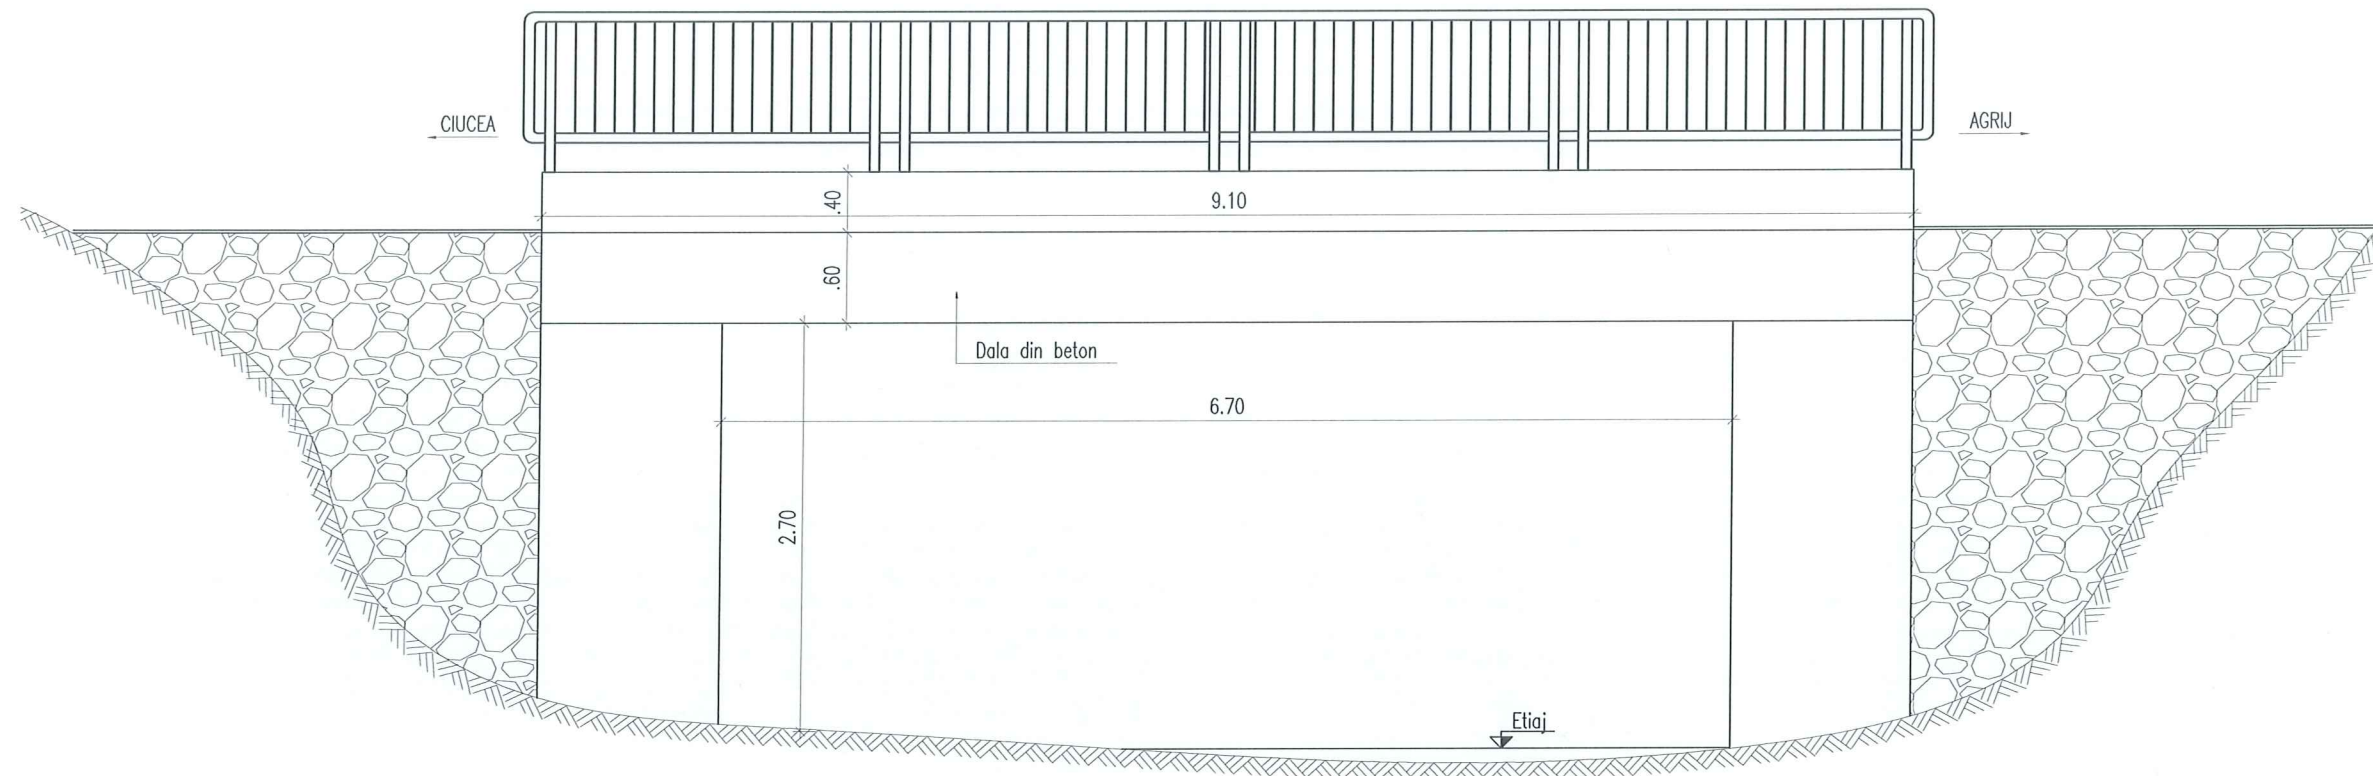 CIUCEA
AGRIJ
.40
9.10
.60
Dala din beton
6.70
2.70
Etiaj